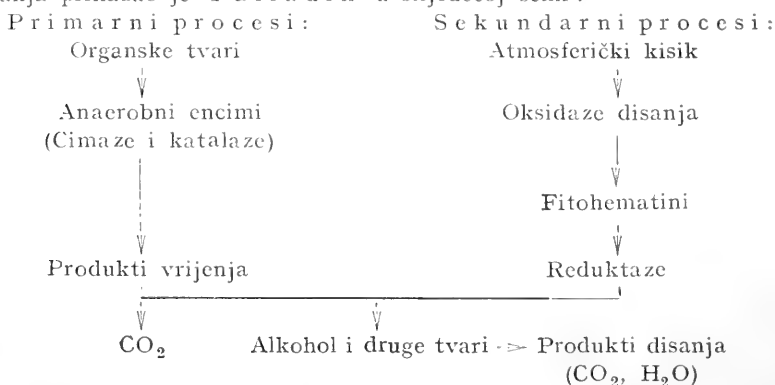 Primarni procesi: Sekundarni procesi:
Organske tvari Atmosferički kisik
Anaerobni encimi Oksidaze disanja
(Cimaze i katalaze)
Fitohematini
Produkti vrijenja Reduktaze
CO₂ Alkohol i druge tvari -> Produkti disanja
(CO₂, H₂O)